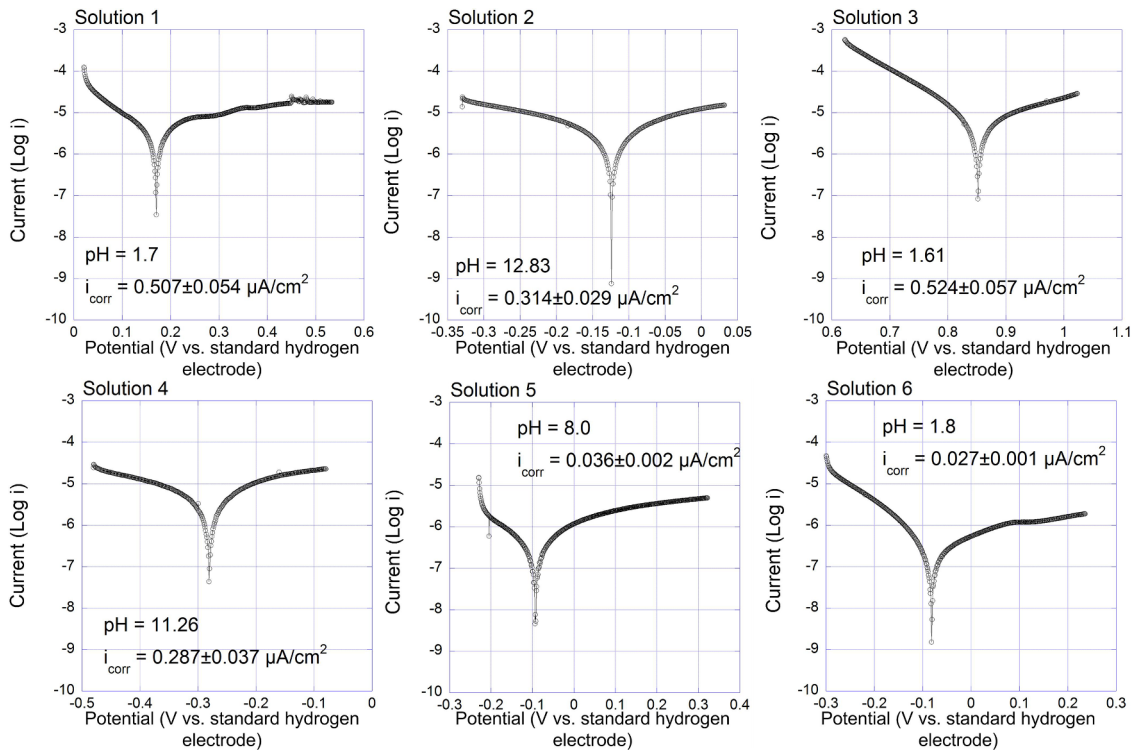 Solution 1
-3
-4
-5
-6
-7
-8
-9
-10
Current (Log i)
pH = 1.7
i_corr = 0.507±0.054 µA/cm²
0 0.1 0.2 0.3 0.4 0.5 0.6
Potential (V vs. standard hydrogen
electrode)
Solution 2
-3
-4
-5
-6
-7
-8
-9
-10
Current (Log i)
pH = 12.83
i_corr = 0.314±0.029 µA/cm²
-0.35 -0.3 -0.25 -0.2 -0.15 -0.1 -0.05 0 0.05
Potential (V vs. standard hydrogen
electrode)
Solution 3
-3
-4
-5
-6
-7
-8
-9
-10
Current (Log i)
pH = 1.61
i_corr = 0.524±0.057 µA/cm²
0.6 0.7 0.8 0.9 1 1.1
Potential (V vs. standard hydrogen
electrode)
Solution 4
-3
-4
-5
-6
-7
-8
-9
-10
Current (Log i)
pH = 11.26
i_corr = 0.287±0.037 µA/cm²
-0.5 -0.4 -0.3 -0.2 -0.1 0
Potential (V vs. standard hydrogen
electrode)
Solution 5
-3
-4
-5
-6
-7
-8
-9
-10
Current (Log i)
pH = 8.0
i_corr = 0.036±0.002 µA/cm²
-0.3 -0.2 -0.1 0 0.1 0.2 0.3 0.4
Potential (V vs. standard hydrogen
electrode)
Solution 6
-3
-4
-5
-6
-7
-8
-9
-10
Current (Log i)
pH = 1.8
i_corr = 0.027±0.001 µA/cm²
-0.3 -0.2 -0.1 0 0.1 0.2 0.3
Potential (V vs. standard hydrogen
electrode)